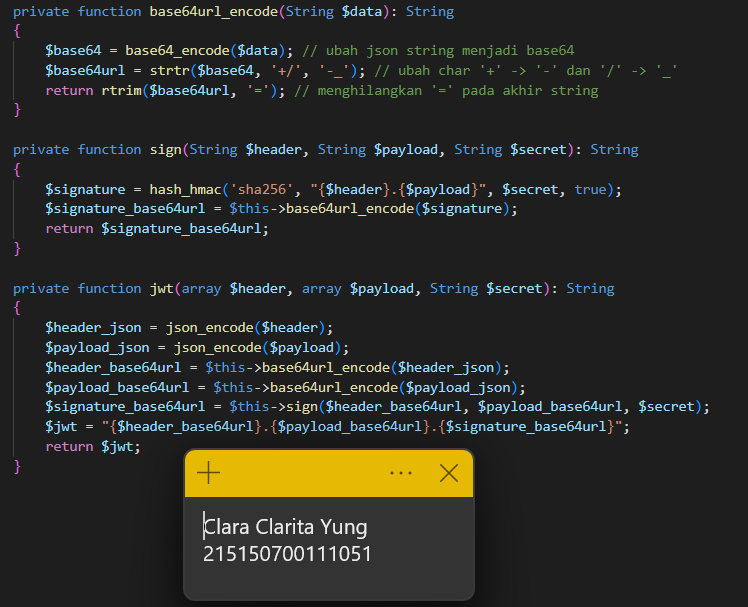 private function base64url_encode(String $data): String
{
    $base64 = base64_encode($data); // ubah json string menjadi base64
    $base64url = strtr($base64, '+/', '-_'); // ubah char '+' -> '-' dan '/' -> '_'
    return rtrim($base64url, '='); // menghilangkan '=' pada akhir string
}
private function sign(String $header, String $payload, String $secret): String
{
    $signature = hash_hmac('sha256', "{$header}.{$payload}", $secret, true);
    $signature_base64url = $this->base64url_encode($signature);
    return $signature_base64url;
}
private function jwt(array $header, array $payload, String $secret): String
{
    $header_json = json_encode($header);
    $payload_json = json_encode($payload);
    $header_base64url = $this->base64url_encode($header_json);
    $payload_base64url = $this->base64url_encode($payload_json);
    $signature_base64url = $this->sign($header_base64url, $payload_base64url, $secret);
    $jwt = "{$header_base64url}.{$payload_base64url}.{$signature_base64url}";
    return $jwt;
}
Clara Clarita Yung
215150700111051